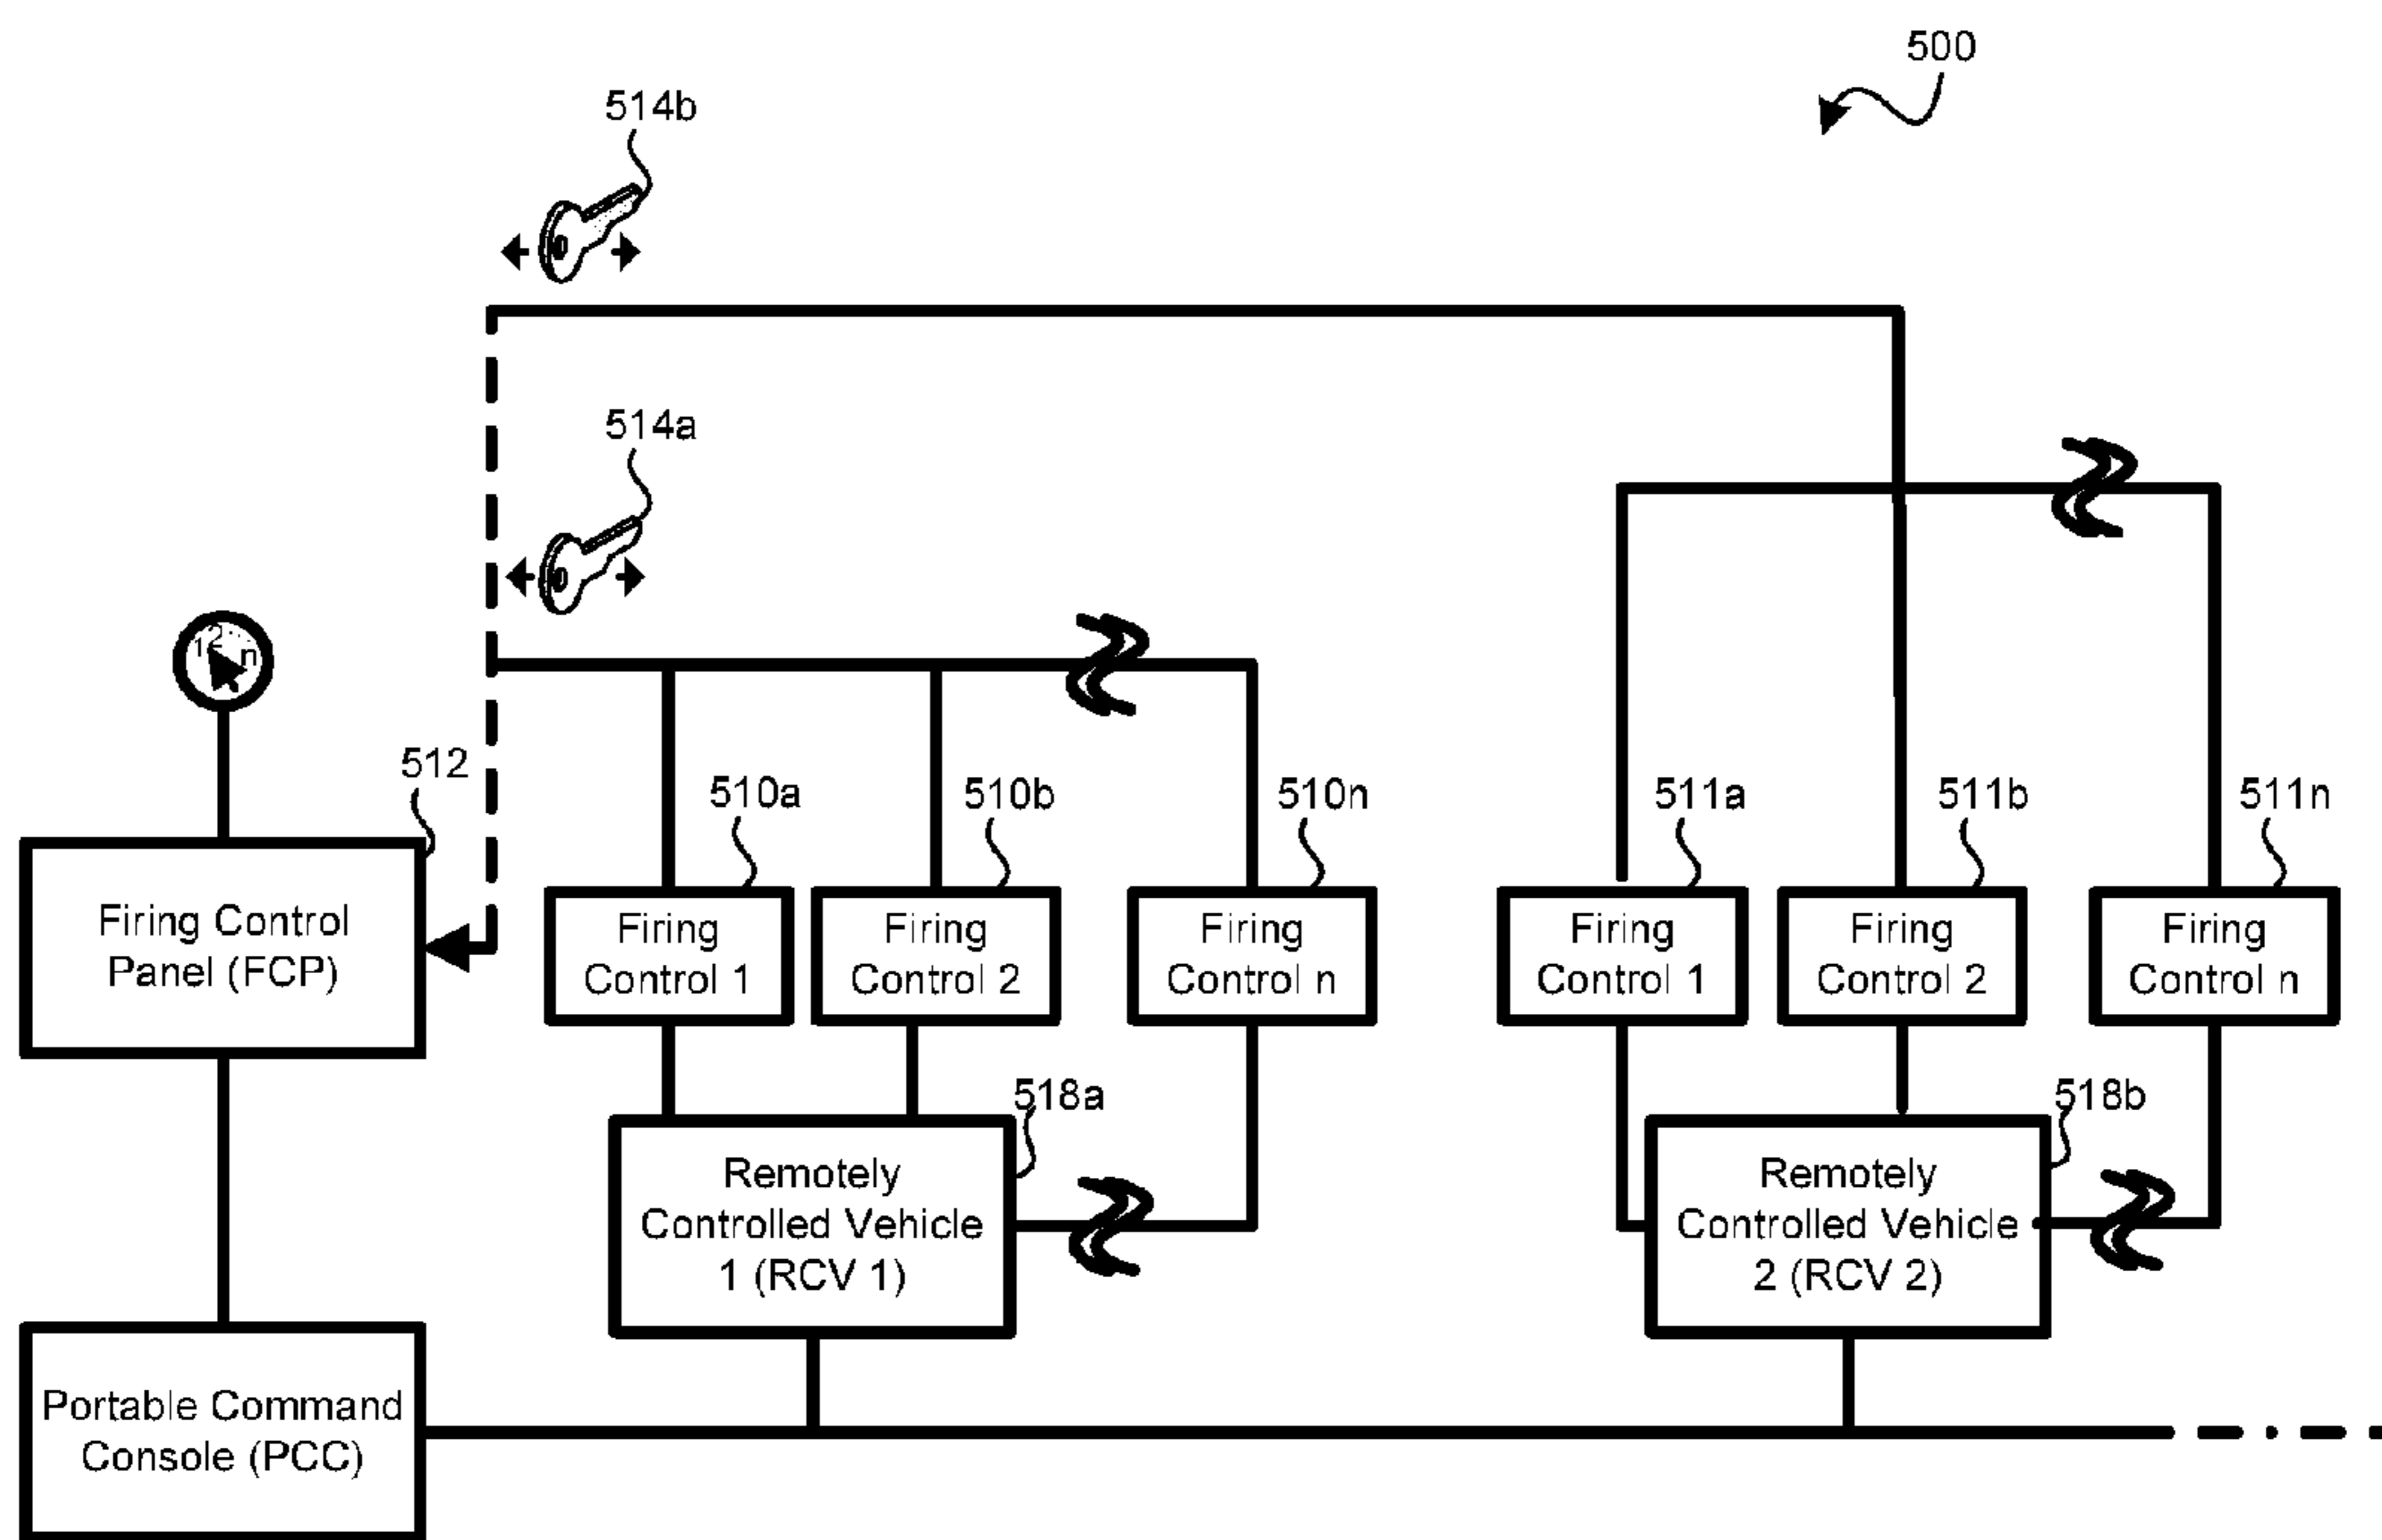 500
514b
514a
1 2 n
512
510a
510b
510n
511a
511b
511n
Firing Control
Panel (FCP)
Firing
Control 1
Firing
Control 2
Firing
Control n
Firing
Control 1
Firing
Control 2
Firing
Control n
518a
518b
Remotely
Controlled Vehicle
1 (RCV 1)
Remotely
Controlled Vehicle
2 (RCV 2)
Portable Command
Console (PCC)